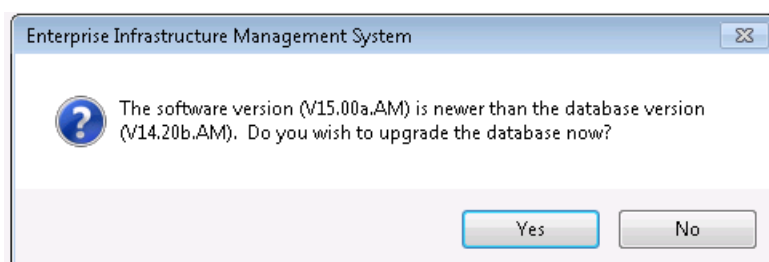 Enterprise Infrastructure Management System
The software version (V15.00a.AM) is newer than the database version
(V14.20b.AM).  Do you wish to upgrade the database now?
Yes
No